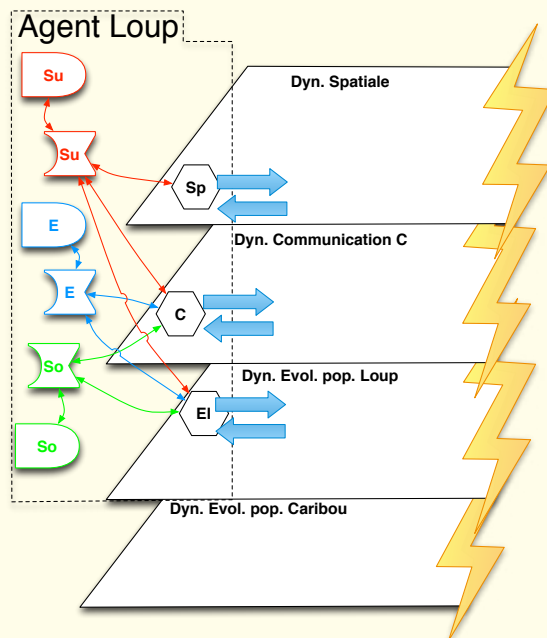 Agent Loup
Su
Dyn. Spatiale
Su
Sp
E
Dyn. Communication C
E
C
So
Dyn. Evol. pop. Loup
El
So
Dyn. Evol. pop. Caribou